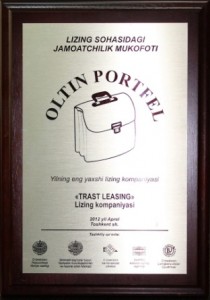 LIZING SOHASIDAGI
JAMOATCHILIK MUKOFOTI
OLTIN PORTFEL
Yilning eng yaxshi lizing kompaniyasi
«TRAST LEASING»
Lizing kompaniyasi
2012 yil Aprel
Toshkent sh.